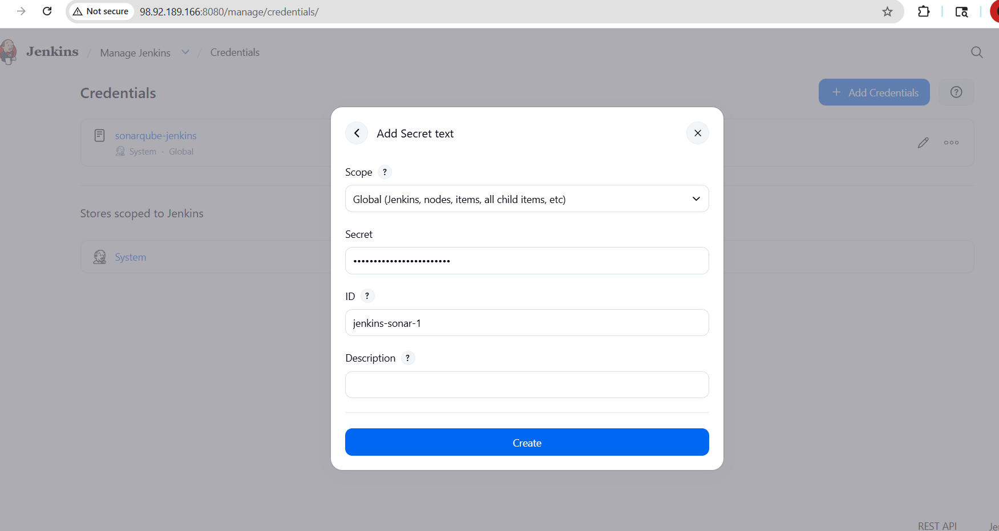 Not secure 98.92.189.166:8080/manage/credentials/
Jenkins / Manage Jenkins / Credentials
Credentials
+ Add Credentials ?
sonarqube-jenkins
System - Global
Stores scoped to Jenkins
System
Add Secret text
Scope ?
Global (Jenkins, nodes, items, all child items, etc)
Secret
••••••••••••••••••••••••
ID ?
jenkins-sonar-1
Description ?
Create
REST API Je